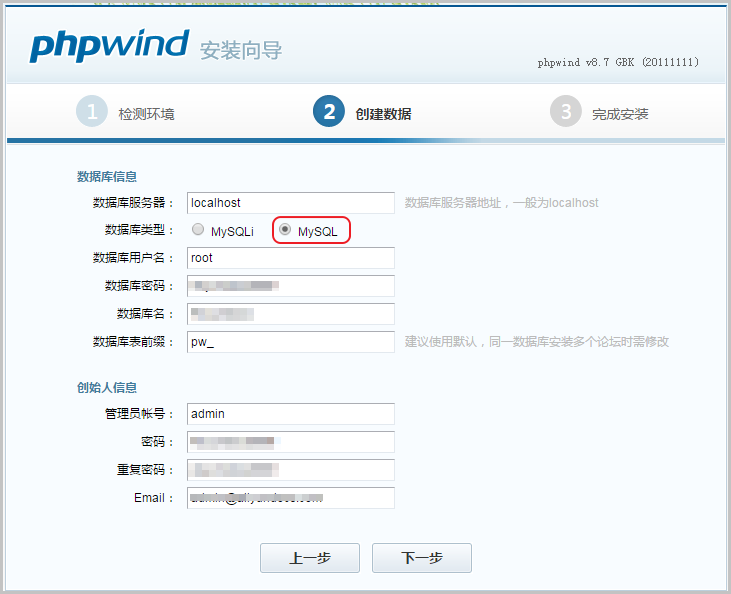 phpwind 安装向导
phpwind v8.7 GBK (20111111)
1 检测环境 2 创建数据 3 完成安装
数据库信息
数据库服务器： localhost 数据库服务器地址，一般为localhost
数据库类型： MySQLi MySQL
数据库用户名： root
数据库密码：
数据库名：
数据库表前缀： pw_ 建议使用默认，同一数据库安装多个论坛时需修改
创始人信息
管理员帐号： admin
密码：
重复密码：
Email：
上一步 下一步